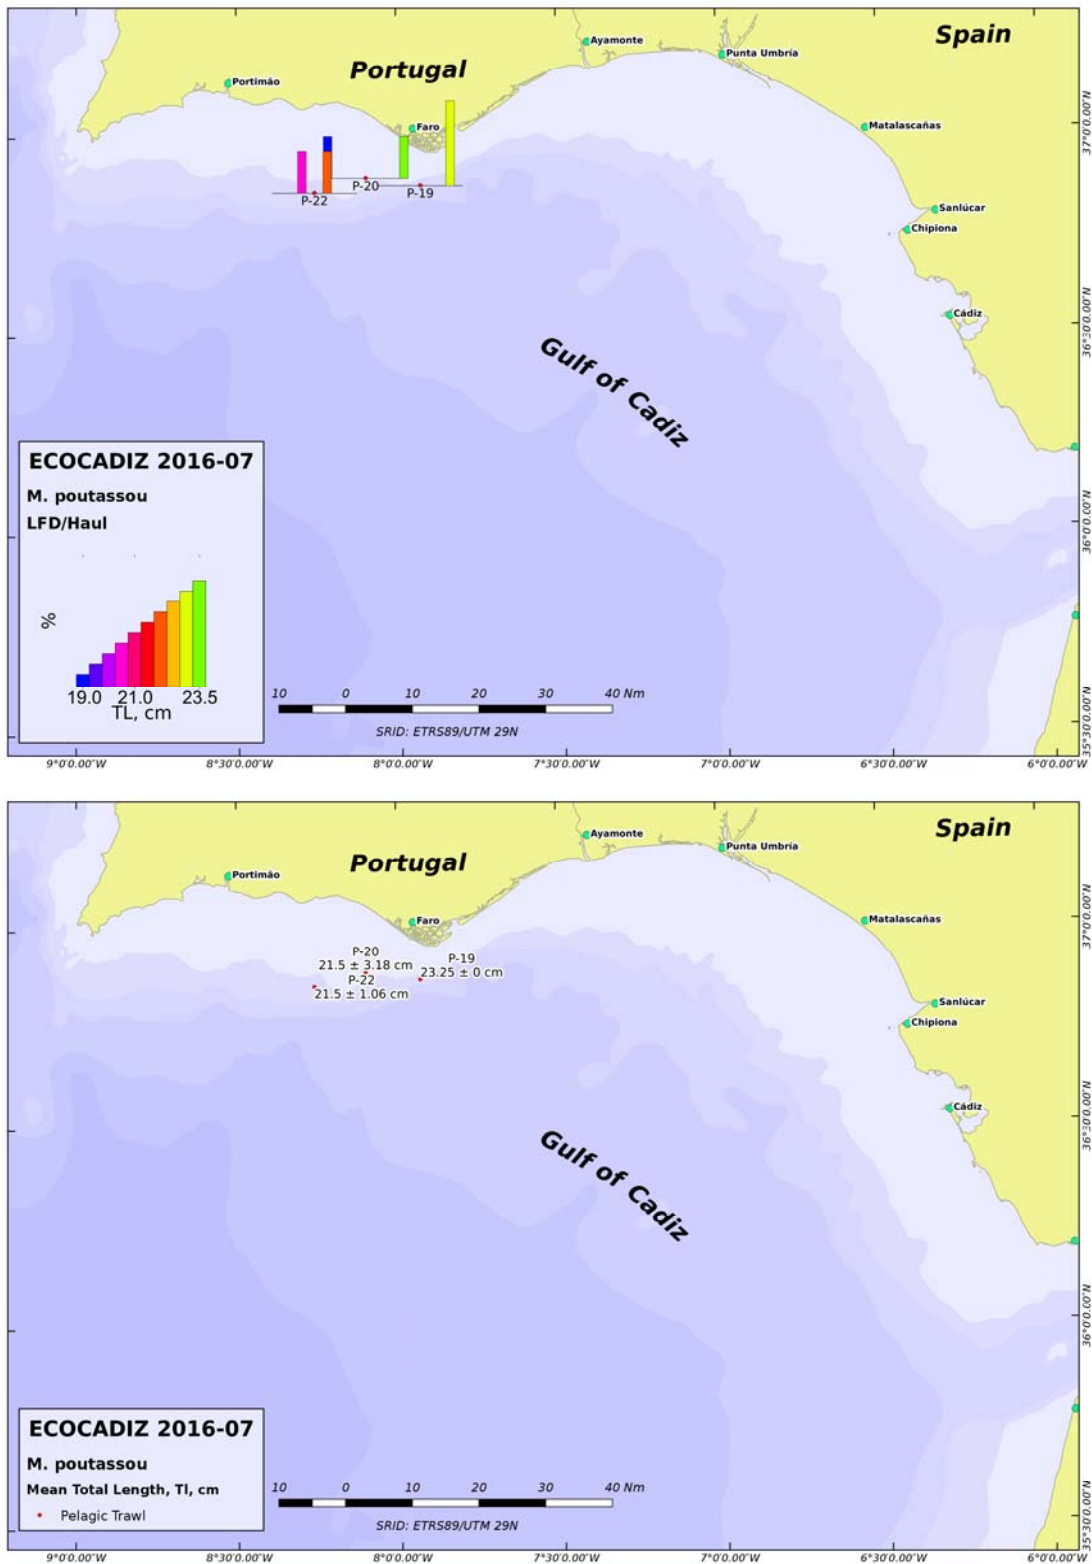 Spain
Ayamonte
Punta Umbría
Portugal
Portimão
37°0'0.00"N
Faro
Matalascañas
P-20
P-19
P-22
Sanlúcar
Chipiona
36°30'0.00"N
Cádiz
Gulf of Cadiz
ECOCADIZ 2016-07
M. poutassou
LFD/Haul
36°0'0.00"N
%
19.0 21.0 23.5
TL, cm
10 0 10 20 30 40 Nm
SRID: ETRS89/UTM 29N
35°30'0.00"N
9°0'0.00"W 8°30'0.00"W 8°0'0.00"W 7°30'0.00"W 7°0'0.00"W 6°30'0.00"W 6°0'0.00"W
Spain
Ayamonte
Punta Umbría
Portugal
Portimão
37°0'0.00"N
Faro
Matalascañas
P-20
21.5 ± 3.18 cm
P-19
23.25 ± 0 cm
P-22
21.5 ± 1.06 cm
Sanlúcar
Chipiona
36°30'0.00"N
Cádiz
Gulf of Cadiz
36°0'0.00"N
ECOCADIZ 2016-07
M. poutassou
Mean Total Length, Tl, cm
Pelagic Trawl
10 0 10 20 30 40 Nm
SRID: ETRS89/UTM 29N
35°30'0.00"N
9°0'0.00"W 8°30'0.00"W 8°0'0.00"W 7°30'0.00"W 7°0'0.00"W 6°30'0.00"W 6°0'0.00"W